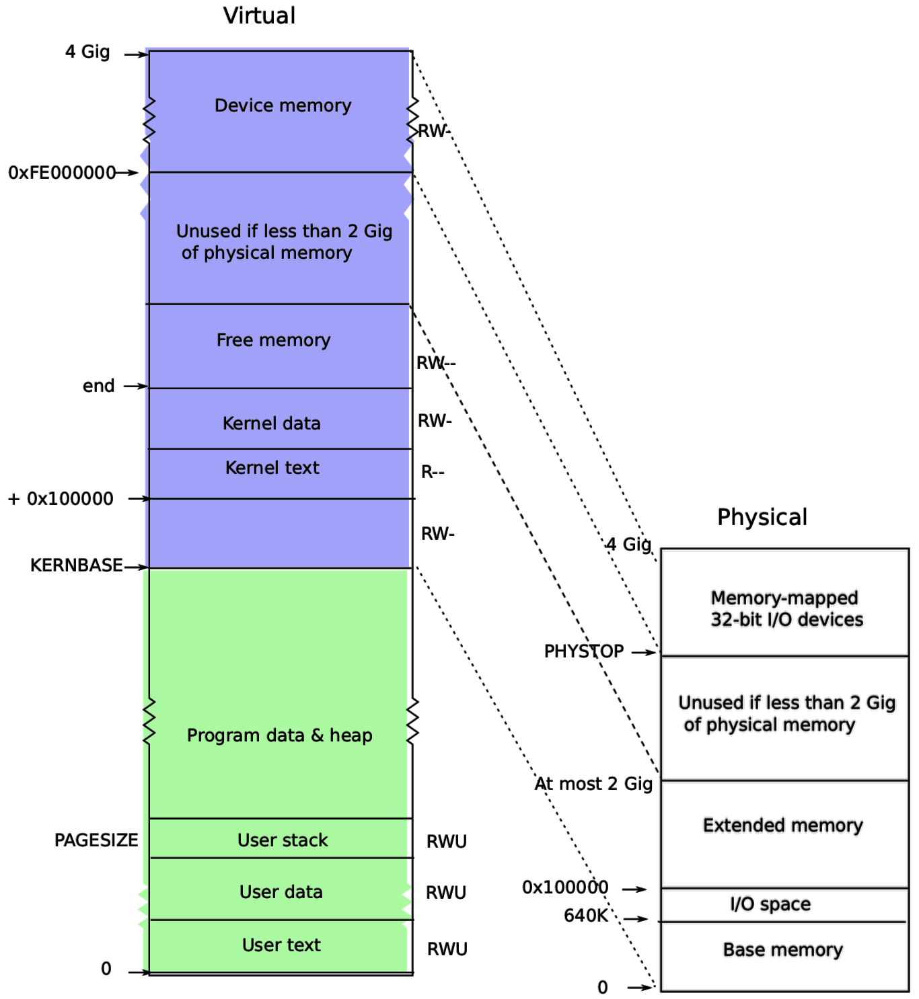 Virtual
4 Gig
Device memory
RW-
0xFE000000
Unused if less than 2 Gig
of physical memory
Free memory
RW--
end
Kernel data
RW-
Kernel text
R--
+ 0x100000
RW-
KERNBASE
Program data & heap
PAGESIZE
User stack
RWU
User data
RWU
User text
RWU
0
Physical
4 Gig
Memory-mapped
32-bit I/O devices
PHYSTOP
Unused if less than 2 Gig
of physical memory
At most 2 Gig
Extended memory
0x100000
I/O space
640K
Base memory
0